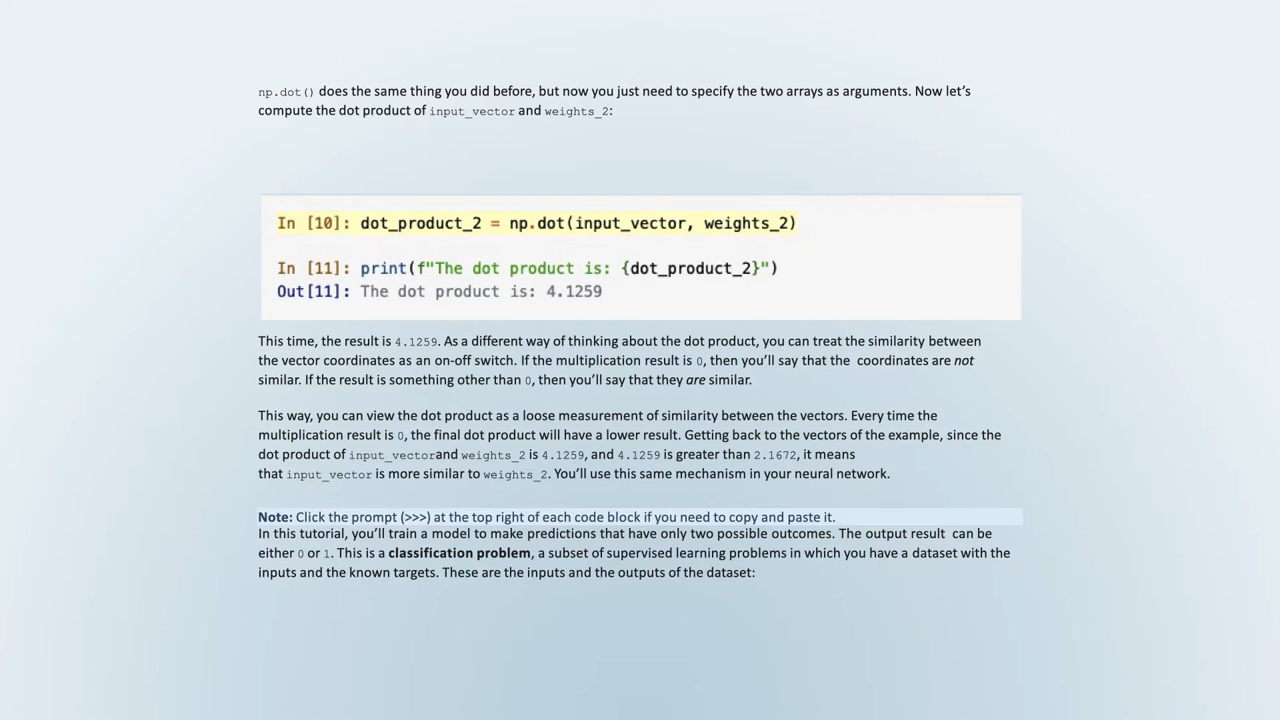 np.dot() does the same thing you did before, but now you just need to specify the two arrays as arguments. Now let’s
compute the dot product of input_vector and weights_2:
In [10]: dot_product_2 = np.dot(input_vector, weights_2)
In [11]: print(f"The dot product is: {dot_product_2}")
Out[11]: The dot product is: 4.1259
This time, the result is 4.1259. As a different way of thinking about the dot product, you can treat the similarity between
the vector coordinates as an on-off switch. If the multiplication result is 0, then you’ll say that the coordinates are not
similar. If the result is something other than 0, then you’ll say that they are similar.
This way, you can view the dot product as a loose measurement of similarity between the vectors. Every time the
multiplication result is 0, the final dot product will have a lower result. Getting back to the vectors of the example, since the
dot product of input_vectorand weights_2 is 4.1259, and 4.1259 is greater than 2.1672, it means
that input_vector is more similar to weights_2. You’ll use this same mechanism in your neural network.
Note: Click the prompt (>>>) at the top right of each code block if you need to copy and paste it.
In this tutorial, you’ll train a model to make predictions that have only two possible outcomes. The output result can be
either 0 or 1. This is a classification problem, a subset of supervised learning problems in which you have a dataset with the
inputs and the known targets. These are the inputs and the outputs of the dataset: